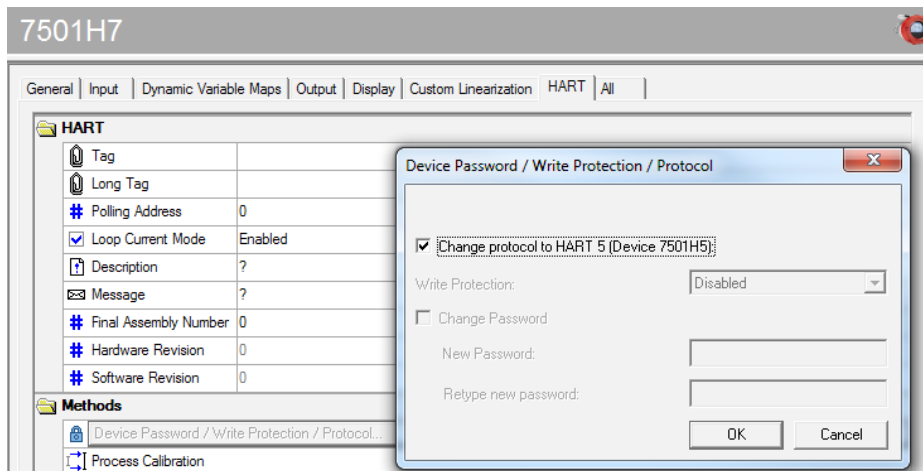 7501H7
General Input Dynamic Variable Maps Output Display Custom Linearization HART All
HART
Tag
Long Tag
Polling Address 0
Loop Current Mode Enabled
Description ?
Message ?
Final Assembly Number 0
Hardware Revision 0
Software Revision 0
Methods
Device Password / Write Protection / Protocol...
Process Calibration
Device Password / Write Protection / Protocol
Change protocol to HART 5 (Device 7501H5):
Write Protection: Disabled
Change Password
New Password:
Retype new password:
OK Cancel